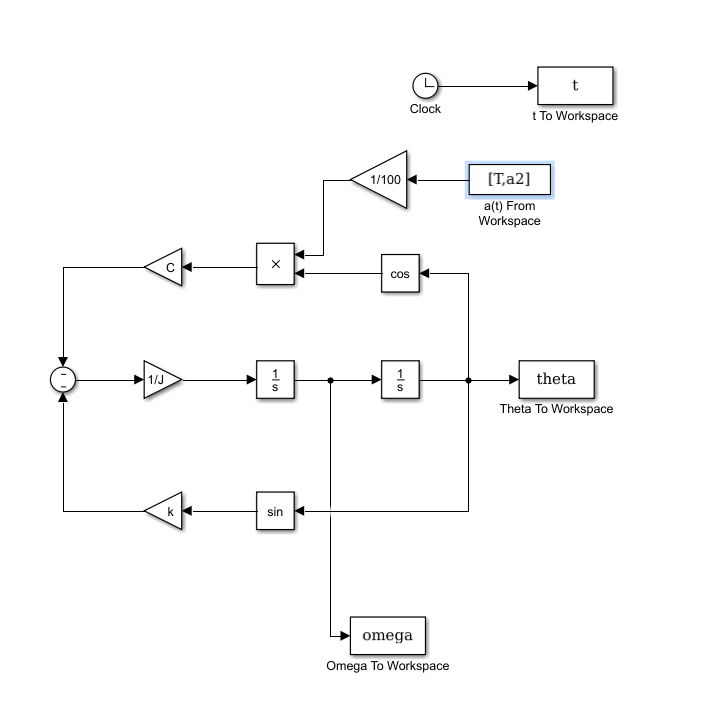 t
Clock
t To Workspace
1/100
[T,a2]
a(t) From
Workspace
C
×
cos
-
-
1/J
1
s
1
s
theta
Theta To Workspace
k
sin
omega
Omega To Workspace